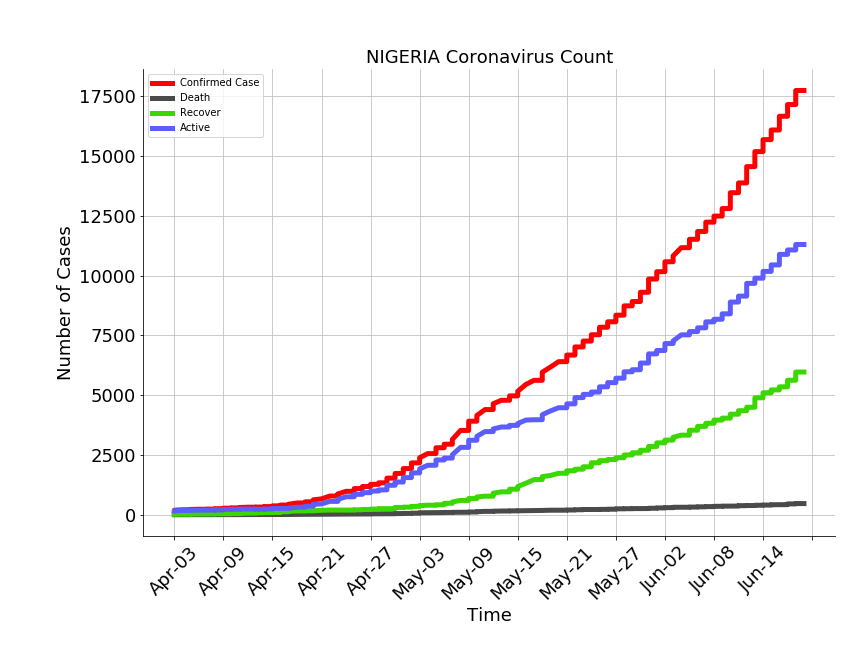 NIGERIA Coronavirus Count
Confirmed Case
Death
Recover
Active
Number of Cases
17500
15000
12500
10000
7500
5000
2500
0
Apr-03
Apr-09
Apr-15
Apr-21
Apr-27
May-03
May-09
May-15
May-21
May-27
Jun-02
Jun-08
Jun-14
Time